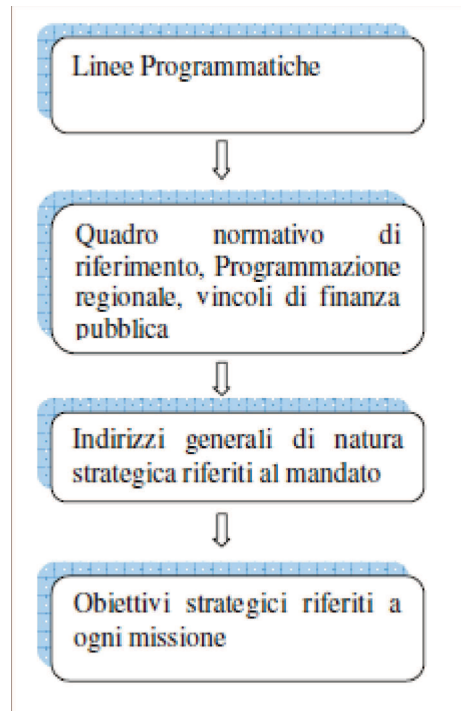 Linee Programmatiche
Quadro normativo di
riferimento, Programmazione
regionale, vincoli di finanza
pubblica
Indirizzi generali di natura
strategica riferiti al mandato
Obiettivi strategici riferiti a
ogni missione